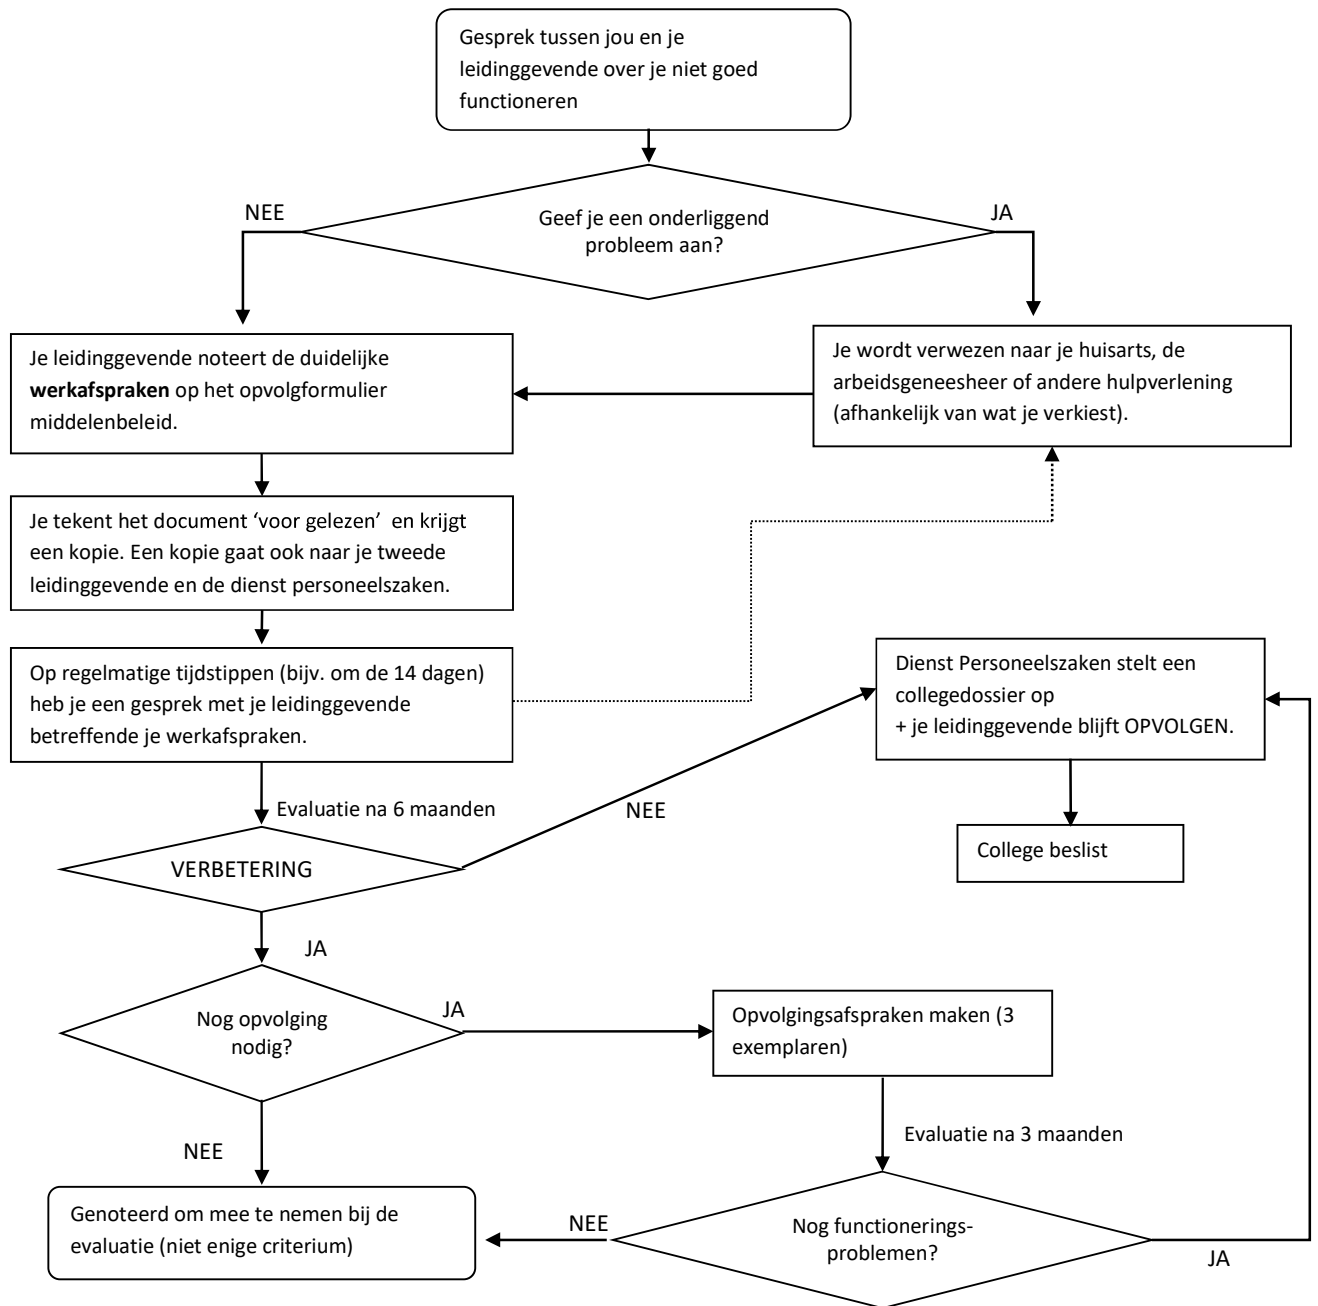 Gesprek tussen jou en je
leidinggevende over je niet goed
functioneren
NEE
JA
Geef je een onderliggend
probleem aan?
Je leidinggevende noteert de duidelijke
werkafspraken op het opvolgformulier
middelenbeleid.
Je wordt verwezen naar je huisarts, de
arbeidsgeneesheer of andere hulpverlening
(afhankelijk van wat je verkiest).
Je tekent het document ‘voor gelezen’ en krijgt
een kopie. Een kopie gaat ook naar je tweede
leidinggevende en de dienst personeelszaken.
Op regelmatige tijdstippen (bijv. om de 14 dagen)
heb je een gesprek met je leidinggevende
betreffende je werkafspraken.
Dienst Personeelszaken stelt een
collegedossier op
+ je leidinggevende blijft OPVOLGEN.
Evaluatie na 6 maanden
NEE
VERBETERING
College beslist
JA
Nog opvolging
nodig?
JA
Opvolgingsafspraken maken (3
exemplaren)
Evaluatie na 3 maanden
NEE
Genoteerd om mee te nemen bij de
evaluatie (niet enige criterium)
NEE
Nog functionerings-
problemen?
JA